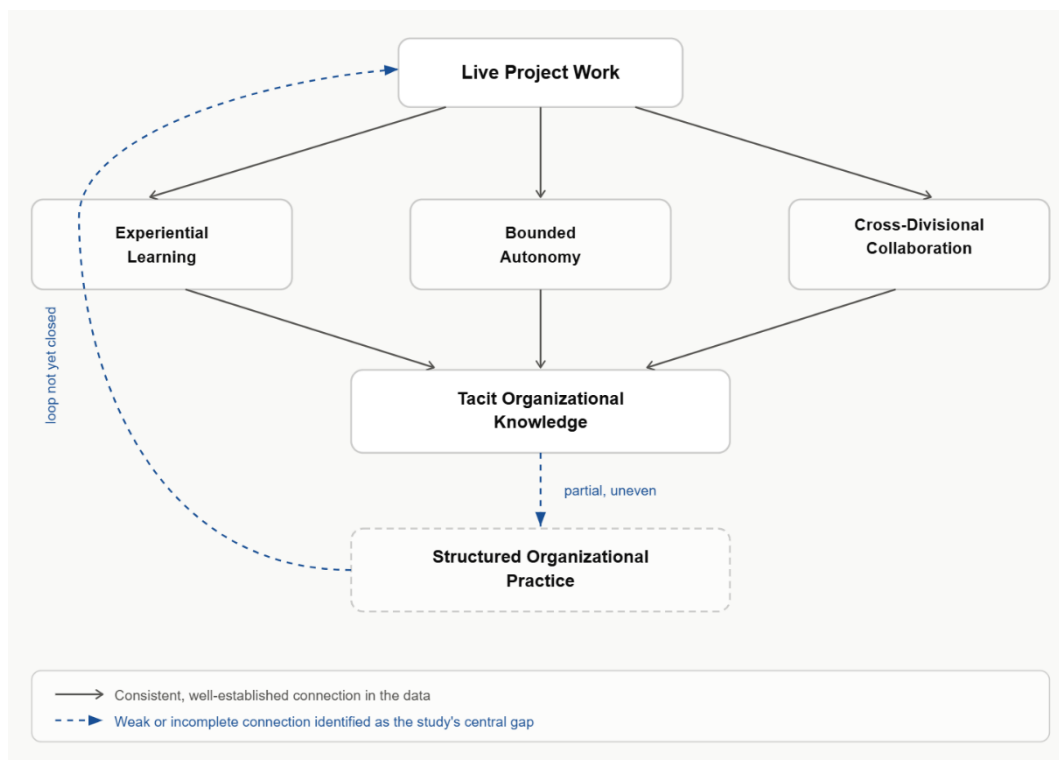 Live Project Work
Experiential
Learning
Bounded
Autonomy
Cross-Divisional
Collaboration
loop not yet closed
Tacit Organizational
Knowledge
partial, uneven
Structured Organizational
Practice
Consistent, well-established connection in the data
Weak or incomplete connection identified as the study's central gap